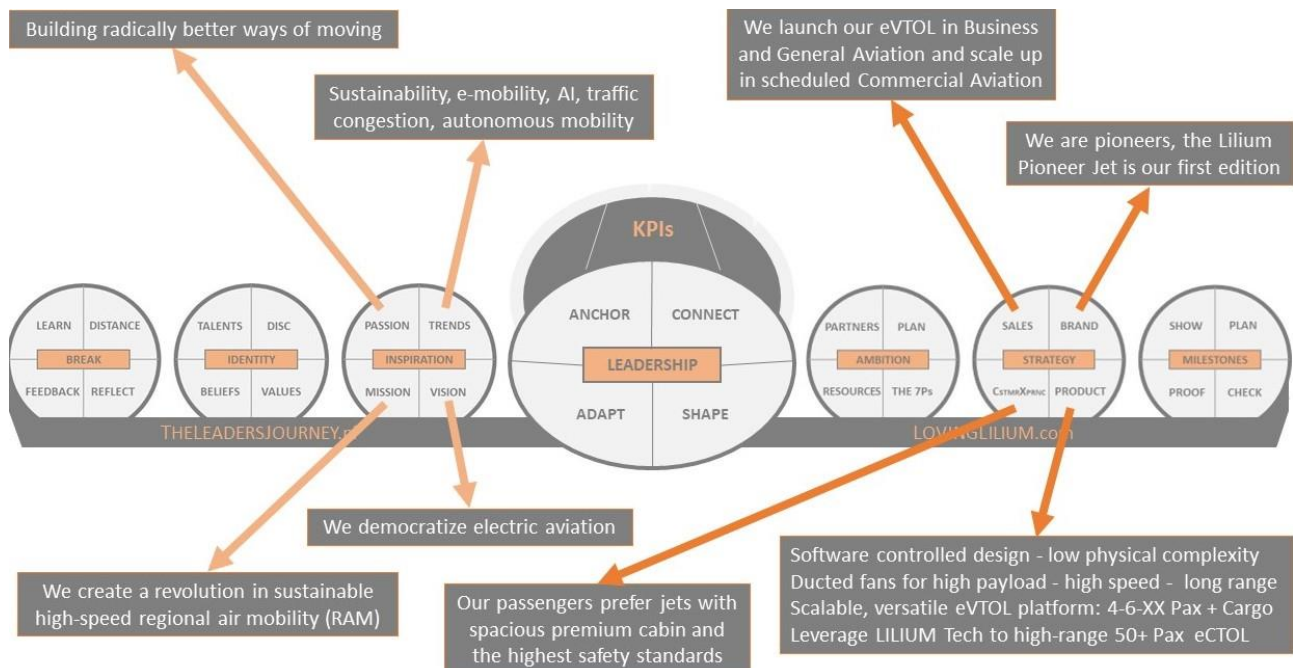 Building radically better ways of moving
Sustainability, e-mobility, AI, traffic
congestion, autonomous mobility
We launch our eVTOL in Business
and General Aviation and scale up
in scheduled Commercial Aviation
We are pioneers, the Lilium
Pioneer Jet is our first edition
LEARN DISTANCE
BREAK
FEEDBACK REFLECT
TALENTS DISC
IDENTITY
BELIEFS VALUES
PASSION TRENDS
INSPIRATION
MISSION VISION
KPIs
ANCHOR CONNECT
LEADERSHIP
ADAPT SHAPE
PARTNERS PLAN
AMBITION
RESOURCES THE 7Ps
SALES BRAND
STRATEGY
CSTMRXPRNC PRODUCT
SHOW PLAN
MILESTONES
PROOF CHECK
THELEADERSJOURNEY.
LOVINGLILIUM.com
We democratize electric aviation
We create a revolution in sustainable
high-speed regional air mobility (RAM)
Our passengers prefer jets with
spacious premium cabin and
the highest safety standards
Software controlled design - low physical complexity
Ducted fans for high payload - high speed - long range
Scalable, versatile eVTOL platform: 4-6-XX Pax + Cargo
Leverage LILIUM Tech to high-range 50+ Pax eCTOL